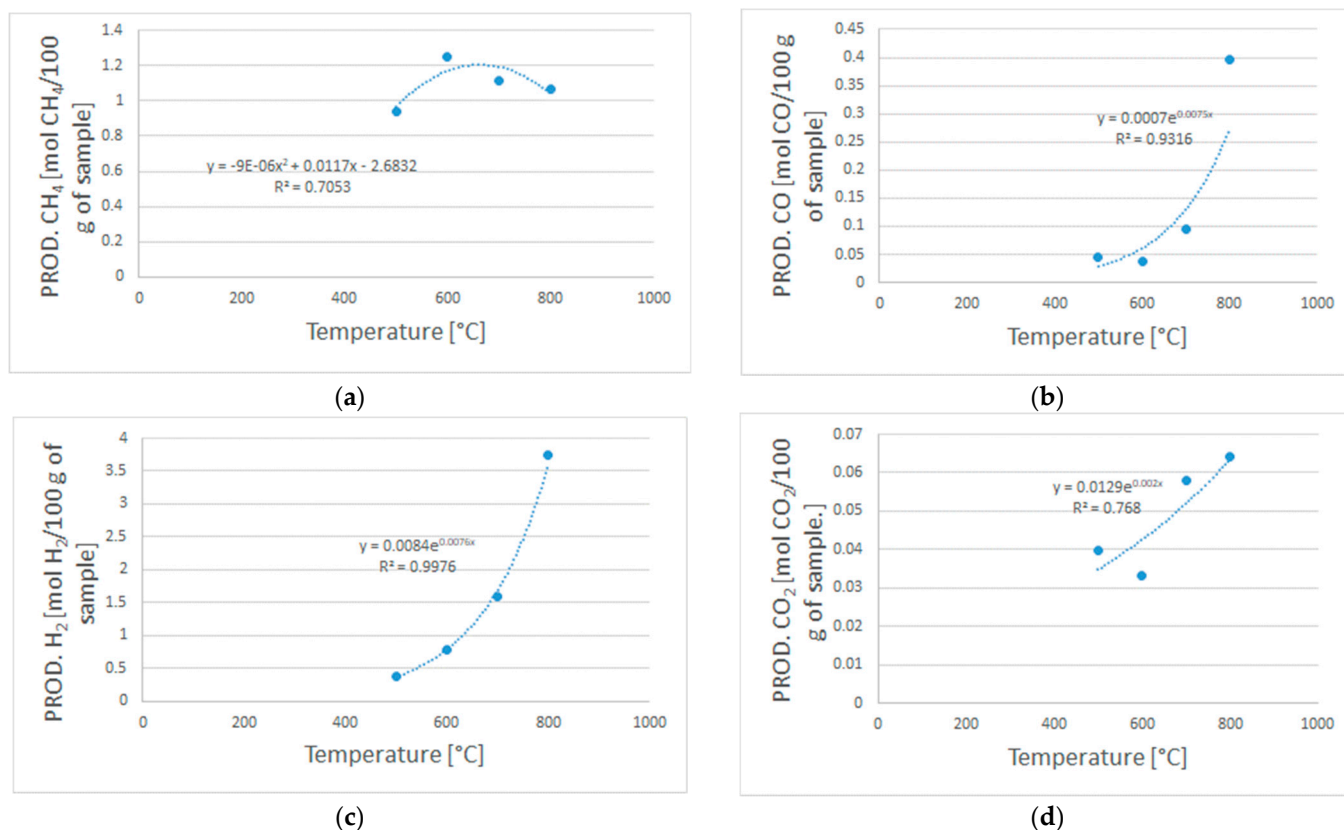 PROD. CH₄ [mol CH₄/100
g of sample]
1.4
1.2
1
0.8
0.6
0.4
0.2
0
y = -9E-06x² + 0.0117x - 2.6832
R² = 0.7053
0 200 400 600 800 1000
Temperature [°C]
(a)
PROD. CO [mol CO/100 g
of sample]
0.45
0.4
0.35
0.3
0.25
0.2
0.15
0.1
0.05
0
y = 0.0007e^0.0075x
R² = 0.9316
0 200 400 600 800 1000
Temperature [°C]
(b)
PROD. H₂ [mol H₂/100 g of
sample]
4
3.5
3
2.5
2
1.5
1
0.5
0
y = 0.0084e^0.0076x
R² = 0.9976
0 200 400 600 800 1000
Temperature [°C]
(c)
PROD. CO₂ [mol CO₂/100
g of sample.]
0.07
0.06
0.05
0.04
0.03
0.02
0.01
0
y = 0.0129e^0.002x
R² = 0.768
0 200 400 600 800 1000
Temperature [°C]
(d)